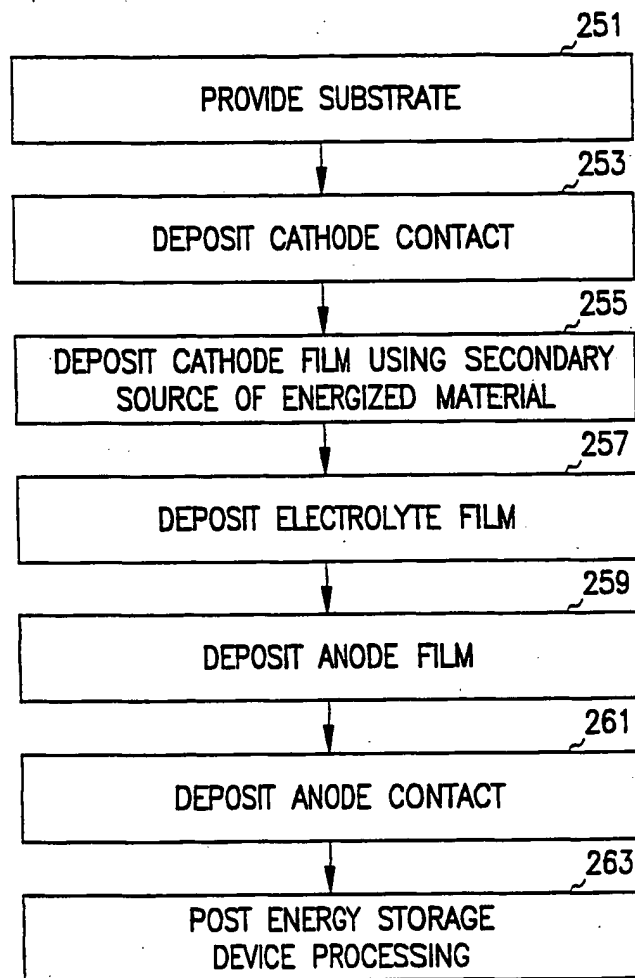 251
PROVIDE SUBSTRATE
253
DEPOSIT CATHODE CONTACT
255
DEPOSIT CATHODE FILM USING SECONDARY
SOURCE OF ENERGIZED MATERIAL
257
DEPOSIT ELECTROLYTE FILM
259
DEPOSIT ANODE FILM
261
DEPOSIT ANODE CONTACT
263
POST ENERGY STORAGE
DEVICE PROCESSING